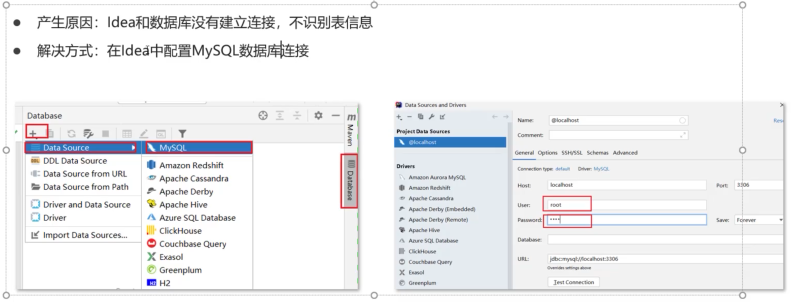 ● 产生原因：Idea和数据库没有建立连接，不识别表信息
● 解决方式：在Idea中配置MySQL数据库连接
Database
Data Source
DDL Data Source
Data Source from URL
Data Source from Path
Driver and Data Source
Driver
Import Data Sources...
MySQL
Amazon Redshift
Apache Cassandra
Apache Derby
Apache Hive
Azure SQL Database
ClickHouse
Couchbase Query
Exasol
Greenplum
H2
Maven
Database
Data Sources and Drivers
Project Data Sources
@localhost
Drivers
Amazon Aurora MySQL
Amazon Redshift
Apache Cassandra
Apache Derby (Embedded)
Apache Derby (Remote)
Apache Hive
Azure SQL Database
ClickHouse
Couchbase Query
Exasol
Greenplum
Name: @localhost
Comment:
General Options SSH/SSL Schemas Advanced
Connection type: default Driver: MySQL
Host: localhost Port: 3306
User: root
Password: •••• Save: Forever
Database:
URL: jdbc:mysql://localhost:3306
Overrides settings above
Test Connection